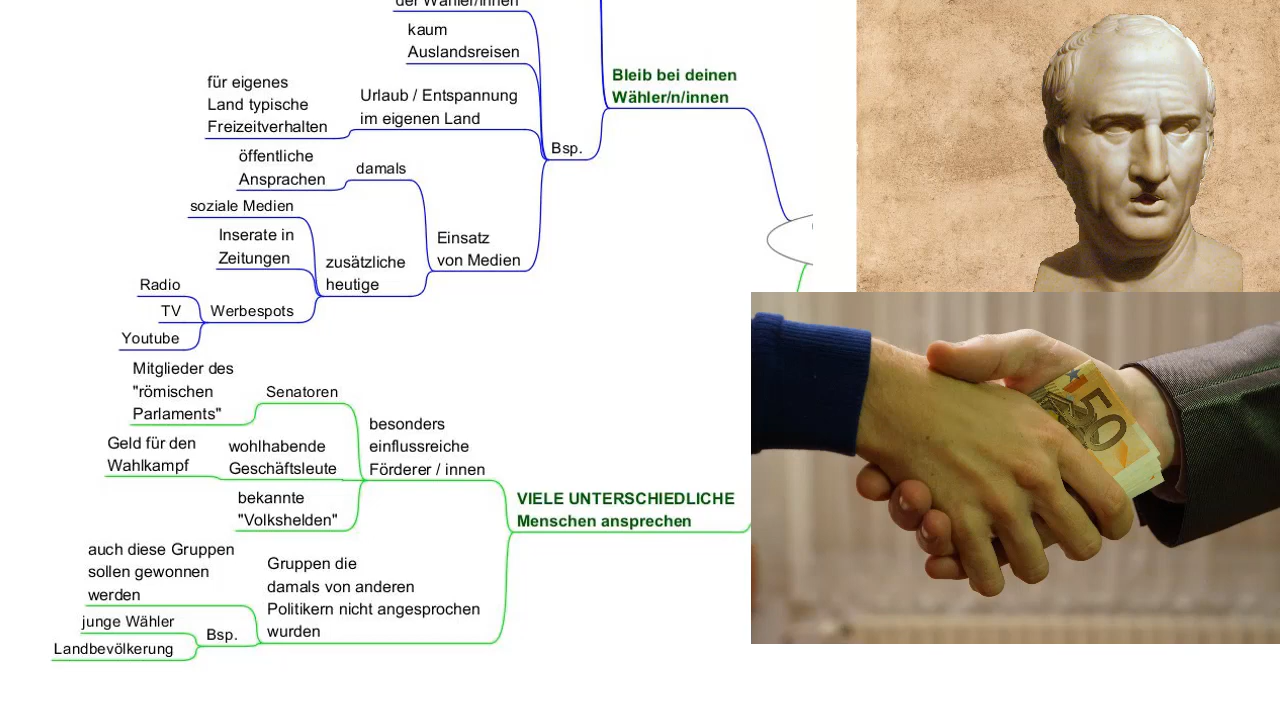 der Wähler/innen
kaum
Auslandsreisen
Bleib bei deinen
Wähler/n/innen
für eigenes
Land typische
Freizeitverhalten
Urlaub / Entspannung
im eigenen Land
Bsp.
öffentliche
Ansprachen
damals
soziale Medien
Inserate in
Zeitungen
Einsatz
von Medien
zusätzliche
heutige
Radio
TV
Youtube
Werbespots
Mitglieder des
"römischen
Parlaments"
Senatoren
Geld für den
Wahlkampf
wohlhabende
Geschäftsleute
bekannte
"Volkshelden"
besonders
einflussreiche
Förderer / innen
VIELE UNTERSCHIEDLICHE
Menschen ansprechen
auch diese Gruppen
sollen gewonnen
werden
junge Wähler
Landbevölkerung
Bsp.
Gruppen die
damals von anderen
Politikern nicht angesprochen
wurden
50